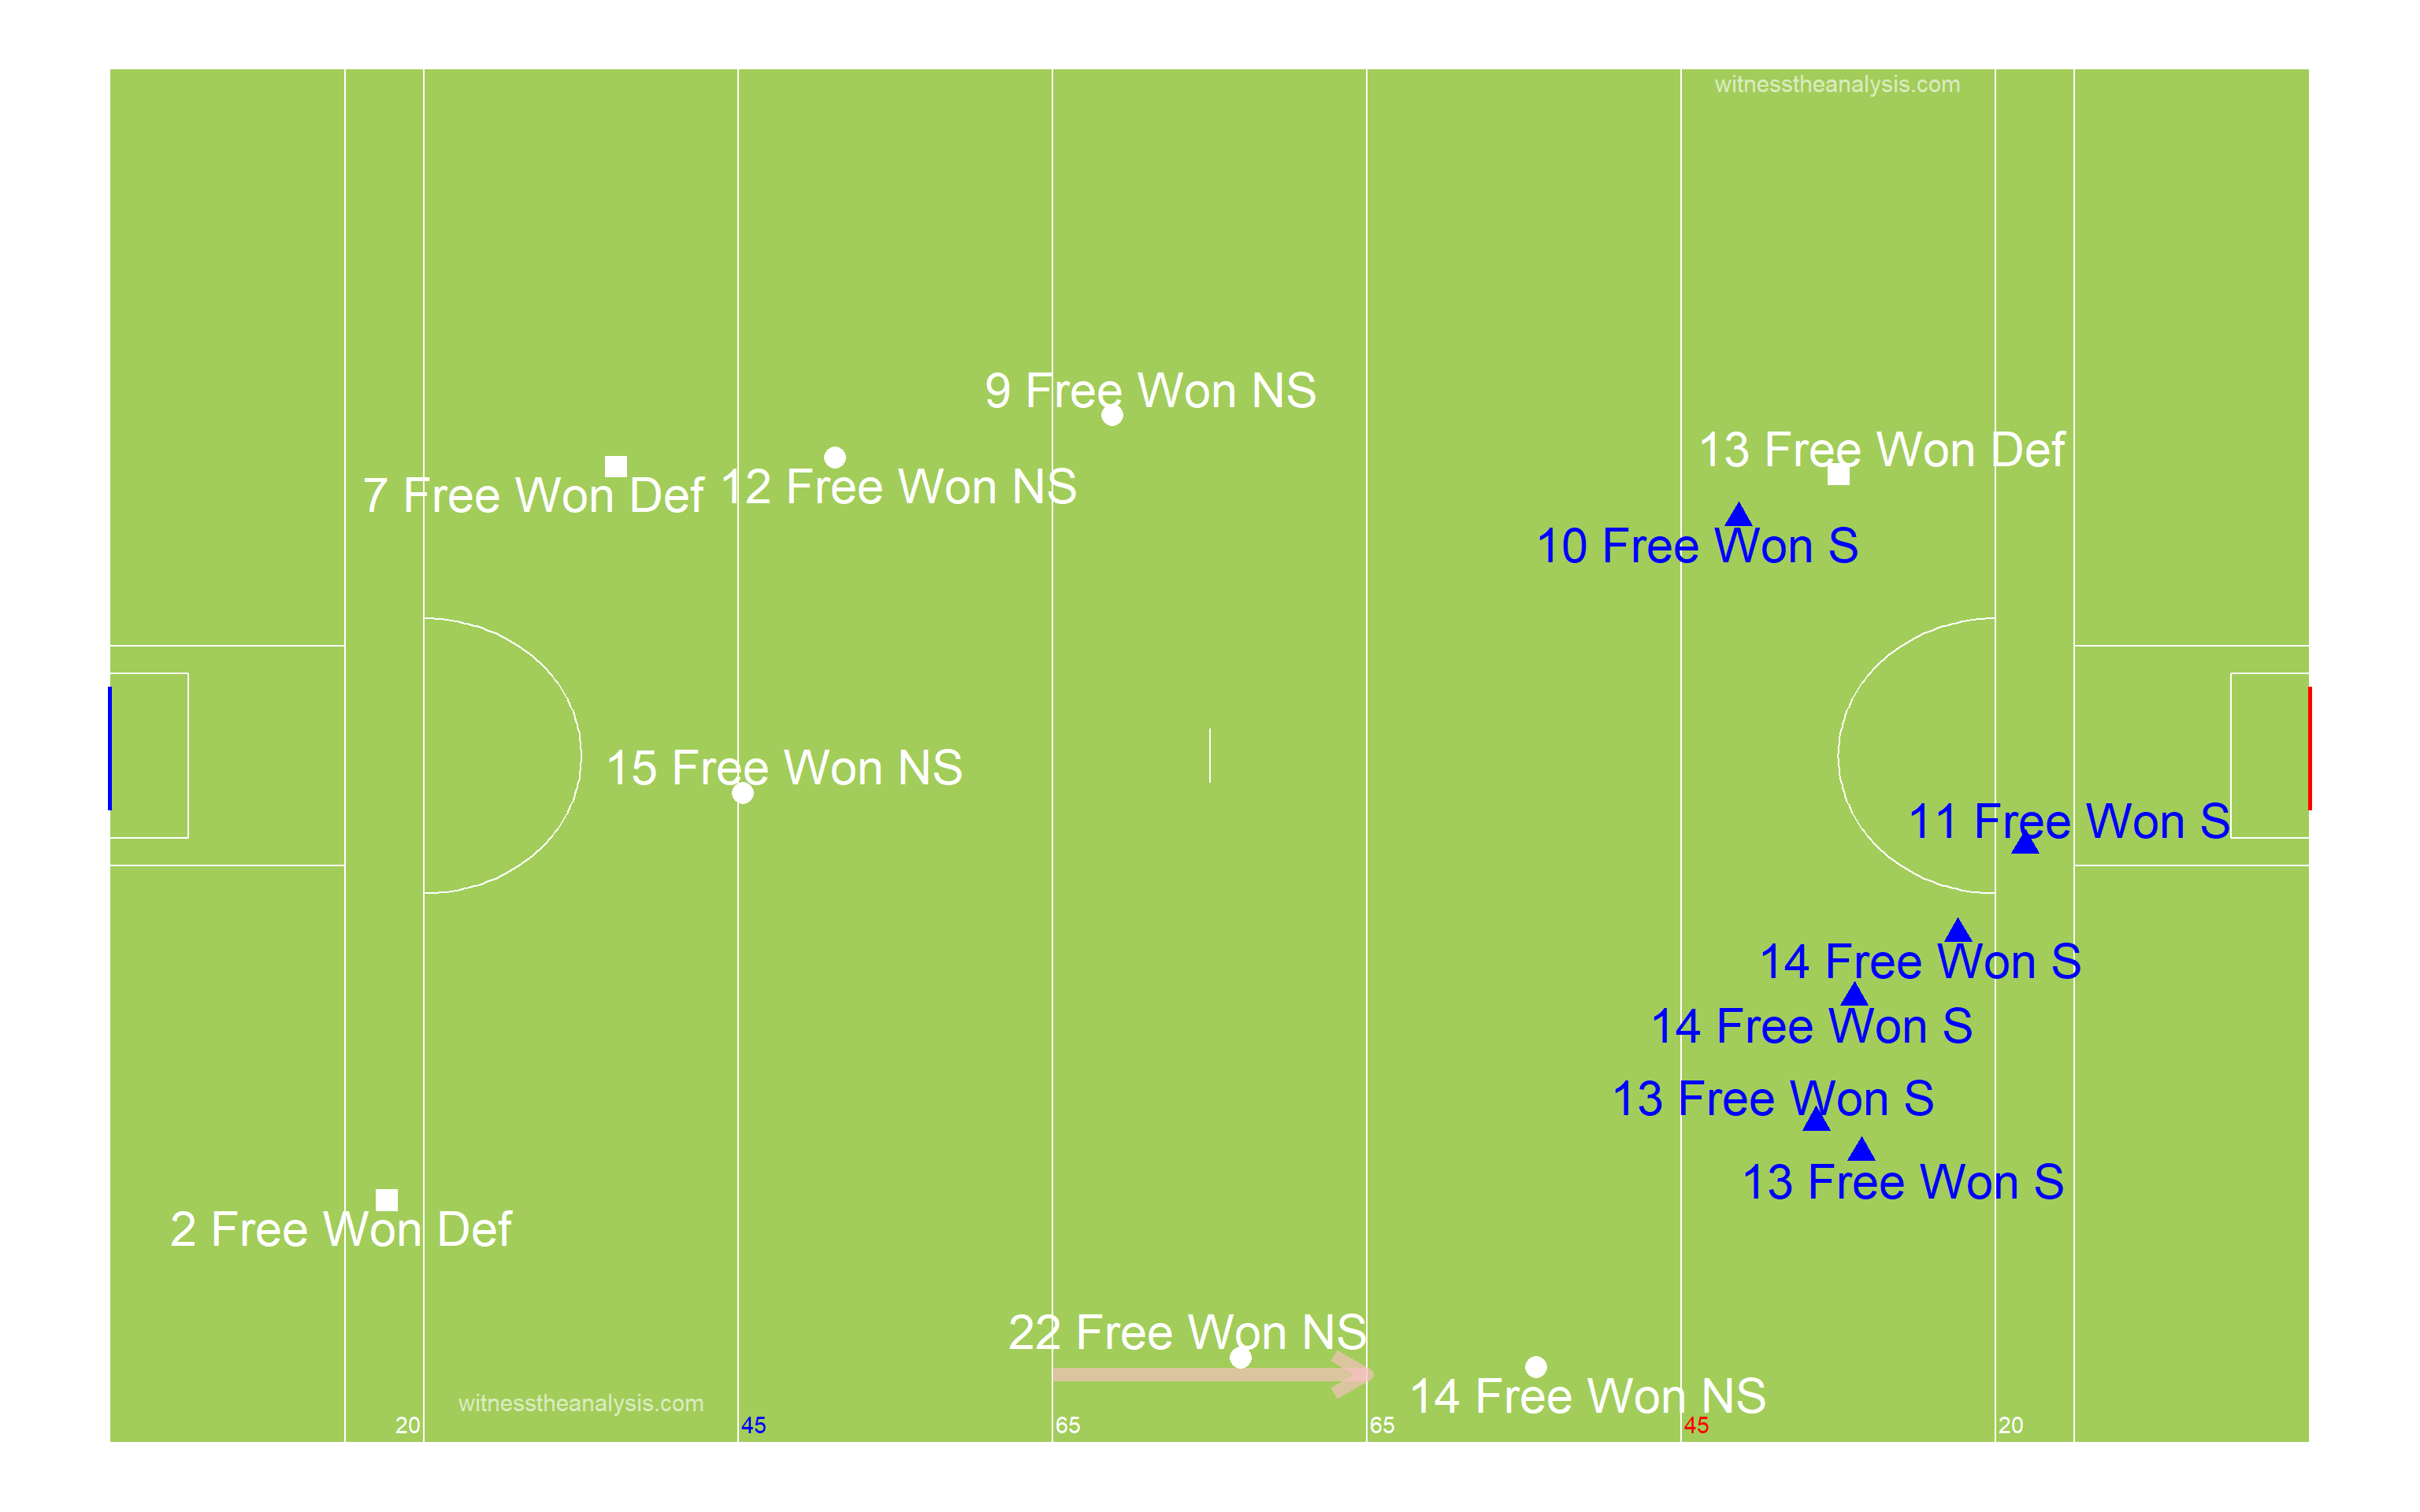 witnesstheanalysis.com
9 Free Won NS
13 Free Won Def
7 Free Won Def
12 Free Won NS
10 Free Won S
15 Free Won NS
11 Free Won S
14 Free Won S
14 Free Won S
13 Free Won S
13 Free Won S
2 Free Won Def
22 Free Won NS
14 Free Won NS
witnesstheanalysis.com
20
45
65
65
45
20